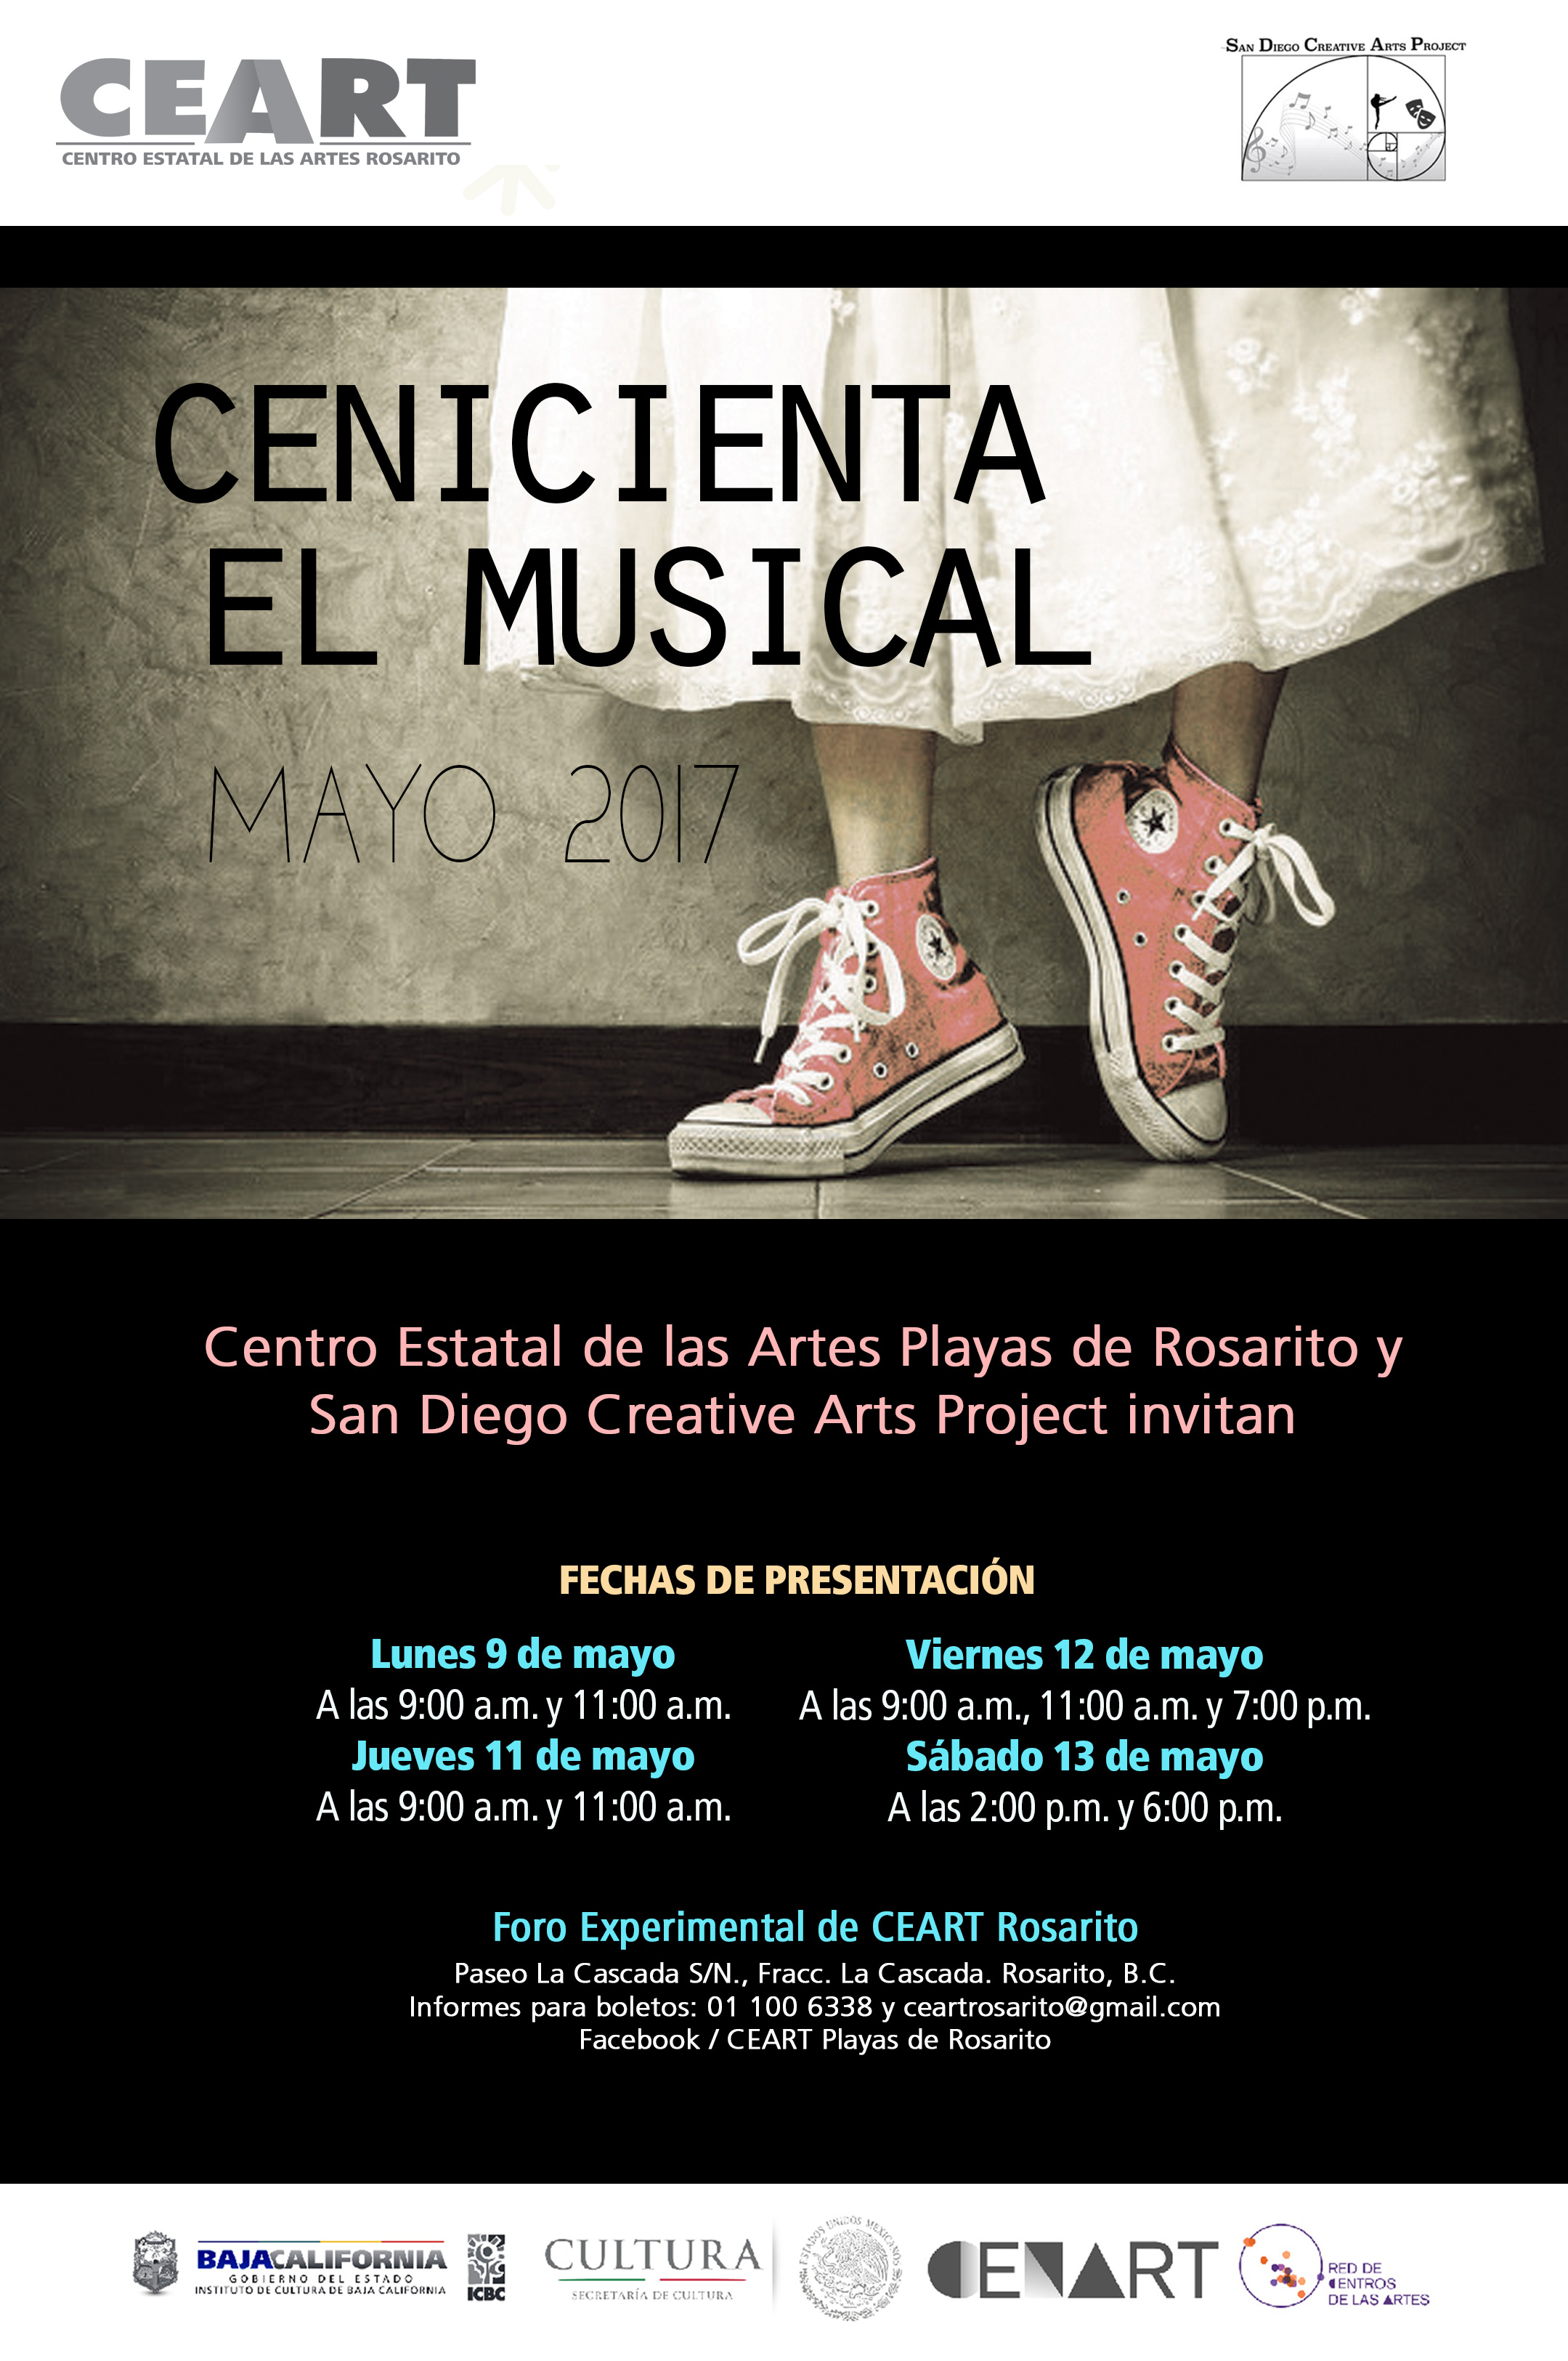 CEART
CENTRO ESTATAL DE LAS ARTES ROSARITO
SAN DIEGO CREATIVE ARTS PROJECT
CENICIENTA
EL MUSICAL
MAYO 2017
Centro Estatal de las Artes Playas de Rosarito y
San Diego Creative Arts Project invitan
FECHAS DE PRESENTACIÓN
Lunes 9 de mayo
A las 9:00 a.m. y 11:00 a.m.
Jueves 11 de mayo
A las 9:00 a.m. y 11:00 a.m.
Viernes 12 de mayo
A las 9:00 a.m., 11:00 a.m. y 7:00 p.m.
Sábado 13 de mayo
A las 2:00 p.m. y 6:00 p.m.
Foro Experimental de CEART Rosarito
Paseo La Cascada S/N., Fracc. La Cascada. Rosarito, B.C.
Informes para boletos: 01 100 6338 y ceartrosarito@gmail.com
Facebook / CEART Playas de Rosarito
BAJACALIFORNIA
GOBIERNO DEL ESTADO
INSTITUTO DE CULTURA DE BAJA CALIFORNIA
ICBC
CULTURA
SECRETARÍA DE CULTURA
ESTADOS UNIDOS MEXICANOS
CENART
RED DE
CENTROS
DE LAS ARTES